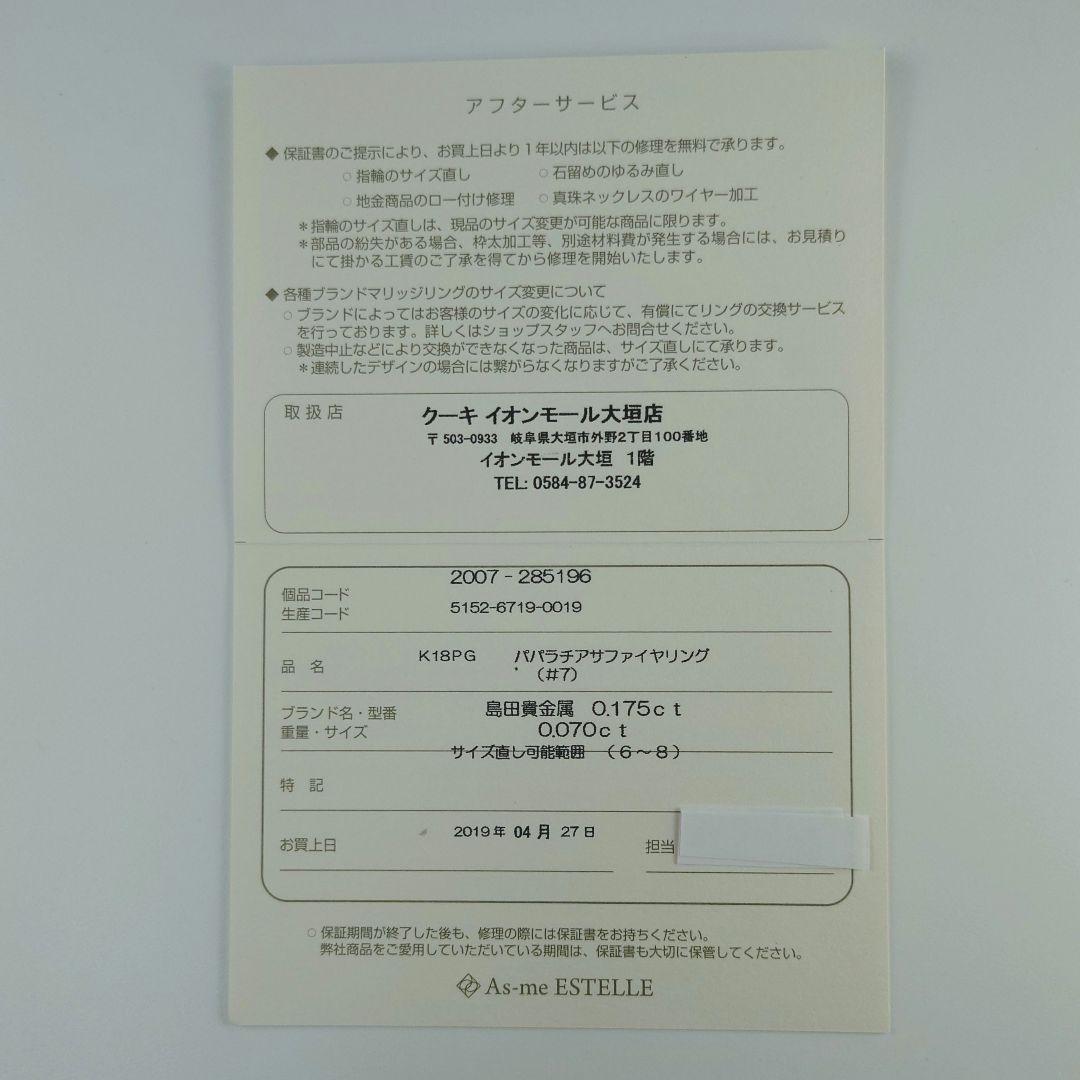 アフターサービス
◆ 保証書のご提示により、お買上日より1年以内は以下の修理を無料で承ります。
○ 指輪のサイズ直し ○ 石留めのゆるみ直し
○ 地金商品のロー付け修理 ○ 真珠ネックレスのワイヤー加工
＊指輪のサイズ直しは、現品のサイズ変更が可能な商品に限ります。
＊部品の紛失がある場合、枠太加工等、別途材料費が発生する場合には、お見積り
にて掛かる工賃のご了承を得てから修理を開始いたします。
◆ 各種ブランドマリッジリングのサイズ変更について
○ ブランドによってはお客様のサイズの変化に応じて、有償にてリングの交換サービス
を行っております。詳しくはショップスタッフへお問合せください。
○ 製造中止などにより交換ができなくなった商品は、サイズ直しにて承ります。
＊連続したデザインの場合には繋がらなくなりますがご了承ください。
取扱店 クーキ イオンモール大垣店
〒503-0933 岐阜県大垣市外野2丁目100番地
イオンモール大垣 1階
TEL: 0584-87-3524
個品コード 2007-285196
生産コード 5152-6719-0019
品名 K18PG パパラチアサファイヤリング
(#7)
ブランド名・型番 島田貴金属 0.175ct
重量・サイズ 0.070ct
サイズ直し可能範囲 (6～8)
特記
お買上日 2019年 04月 27日 担当
○ 保証期間が終了した後も、修理の際には保証書をお持ちください。
弊社商品をご愛用していただいている期間は、保証書も大切に保管してください。
As-me ESTELLE